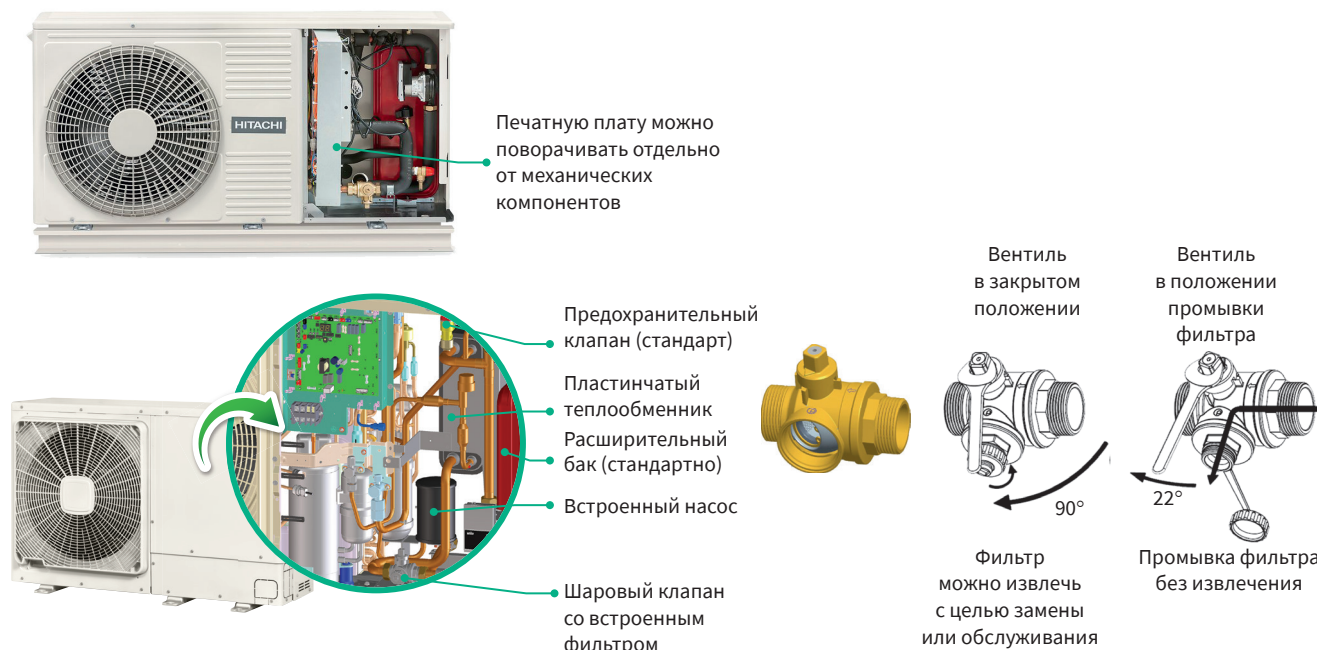 HITACHI
Печатную плату можно
поворачивать отдельно
от механических
компонентов
Предохранительный
клапан (стандарт)
Пластинчатый
теплообменник
Расширительный
бак (стандартно)
Встроенный насос
Шаровый клапан
со встроенным
фильтром
Вентиль
в закрытом
положении
90°
Фильтр
можно извлечь
с целью замены
или обслуживания
Вентиль
в положении
промывки
фильтра
22°
Промывка фильтра
без извлечения